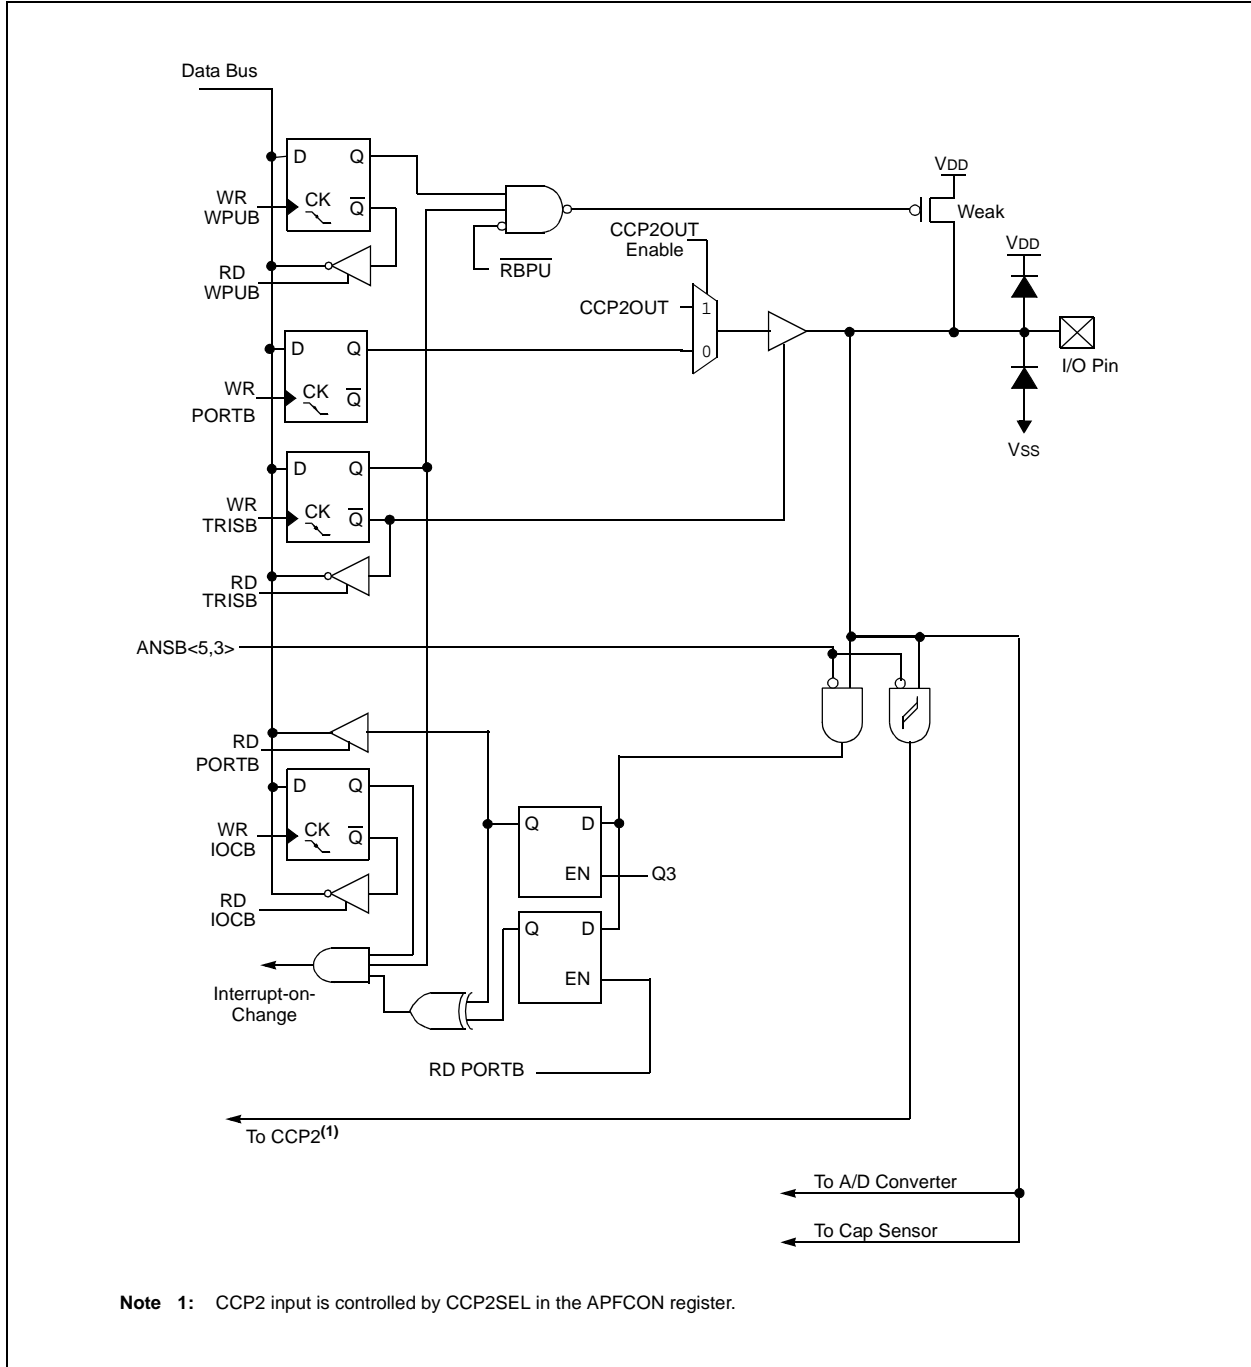 Data Bus
D Q
WR
WPUB
CK
Q
RD
WPUB
RBPU
CCP2OUT
Enable
CCP2OUT
1
0
VDD
Weak
VDD
I/O Pin
VSS
D Q
WR
PORTB
CK
Q
D Q
WR
TRISB
CK
Q
RD
TRISB
ANSB<5,3>
RD
PORTB
D Q
WR
IOCB
CK
Q
RD
IOCB
Q D
EN
Q3
Q D
EN
Interrupt-on-
Change
RD PORTB
To CCP2(1)
To A/D Converter
To Cap Sensor
Note 1: CCP2 input is controlled by CCP2SEL in the APFCON register.